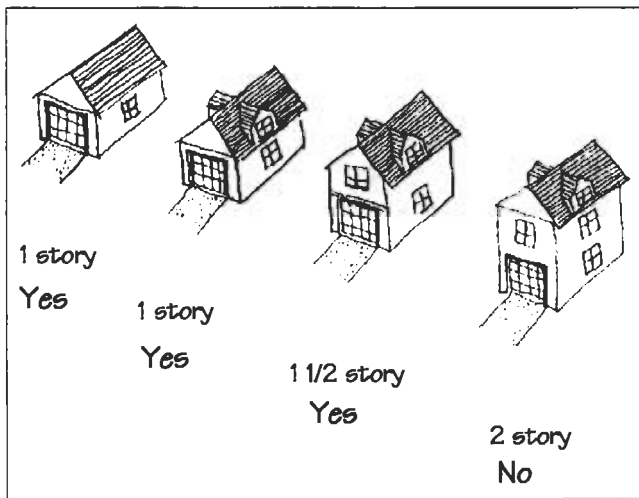 1 story
Yes
1 story
Yes
1 1/2 story
Yes
2 story
No